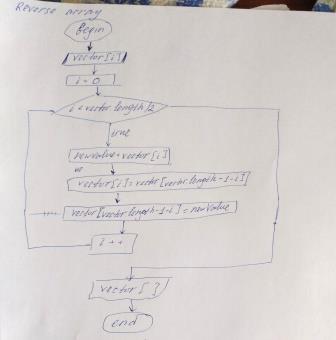 Reverse array
Begin
vector[i]
i = 0
i < vector.length/2
true
newvalue=vector[i]
vector[i]=vector[vector.length-1-i]
vector[vector.length-1-i]=newValue
i++
vector[ ]
end